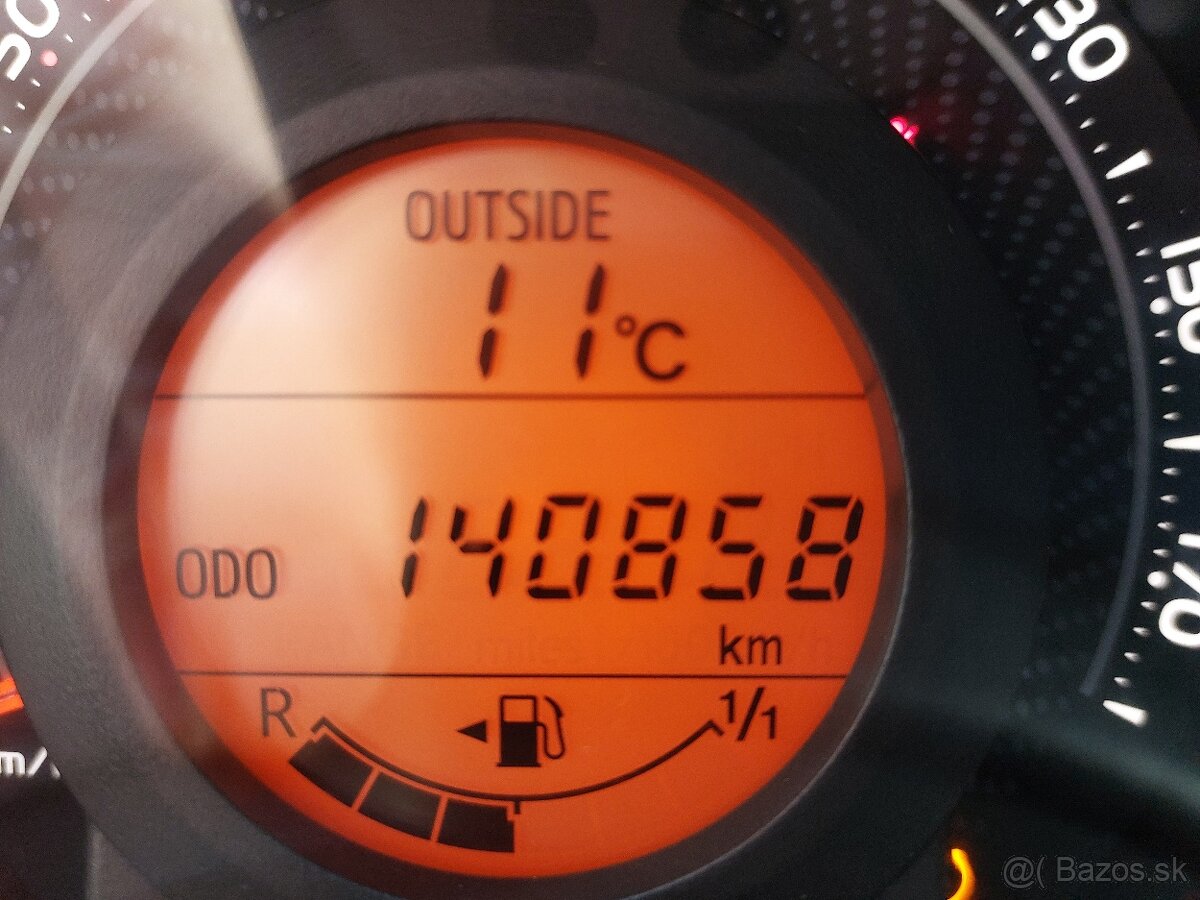 30
130
OUTSIDE
11°C
150
ODO 140858
km
170
R 1/1
@( Bazos.sk